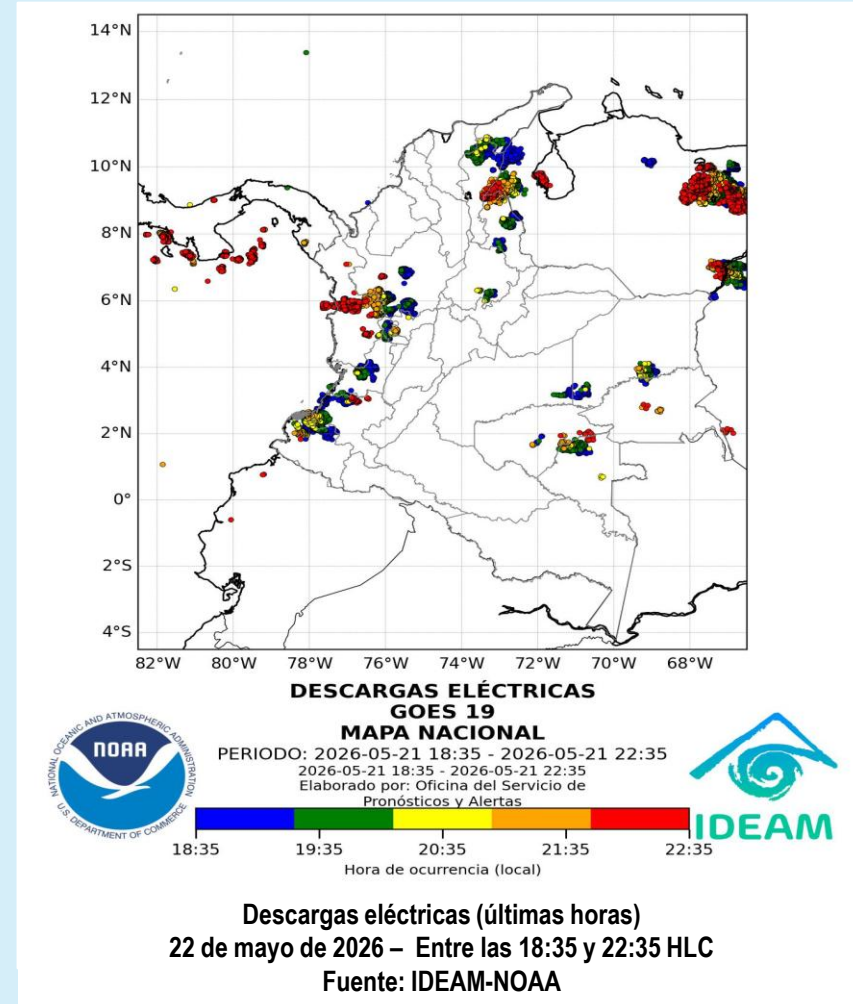 14°N
12°N
10°N
8°N
6°N
4°N
2°N
0°
2°S
4°S
82°W 80°W 78°W 76°W 74°W 72°W 70°W 68°W
DESCARGAS ELÉCTRICAS
GOES 19
MAPA NACIONAL
PERIODO: 2026-05-21 18:35 - 2026-05-21 22:35
2026-05-21 18:35 - 2026-05-21 22:35
Elaborado por: Oficina del Servicio de
Pronósticos y Alertas
NATIONAL OCEANIC AND ATMOSPHERIC ADMINISTRATION
NOAA
U.S. DEPARTMENT OF COMMERCE
IDEAM
18:35 19:35 20:35 21:35 22:35
Hora de ocurrencia (local)
Descargas eléctricas (últimas horas)
22 de mayo de 2026 – Entre las 18:35 y 22:35 HLC
Fuente: IDEAM-NOAA